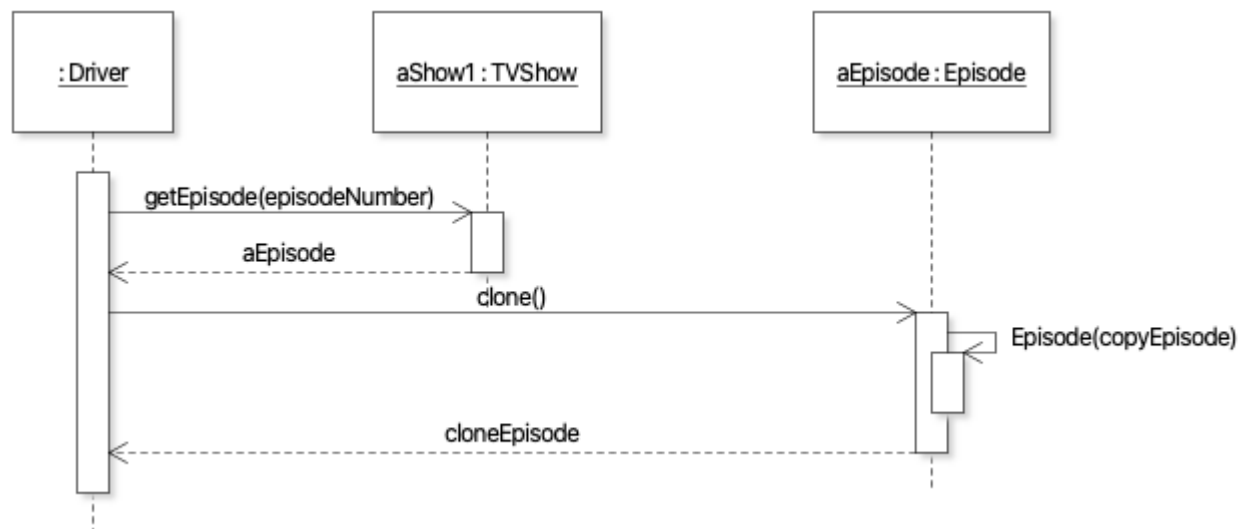 : Driver
aShow1 : TVShow
aEpisode : Episode
getEpisode(episodeNumber)
aEpisode
clone()
Episode(copyEpisode)
cloneEpisode